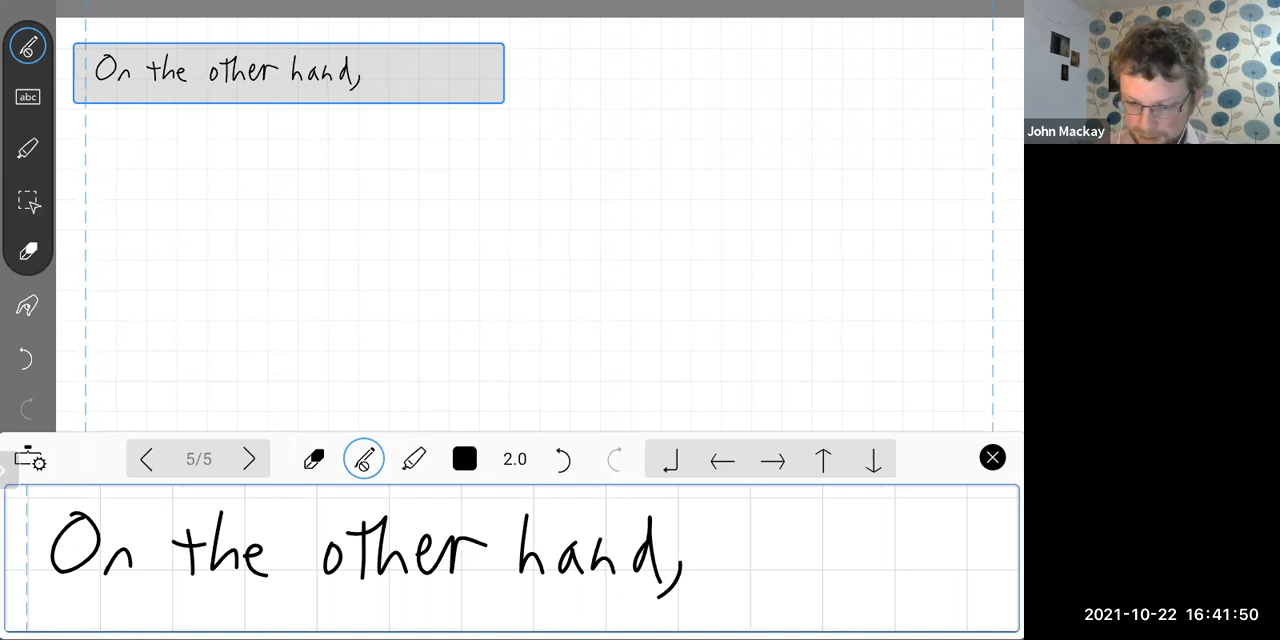 On the other hand,
John Mackay
abc
5/5
2.0
On the other hand,
2021-10-22 16:41:50